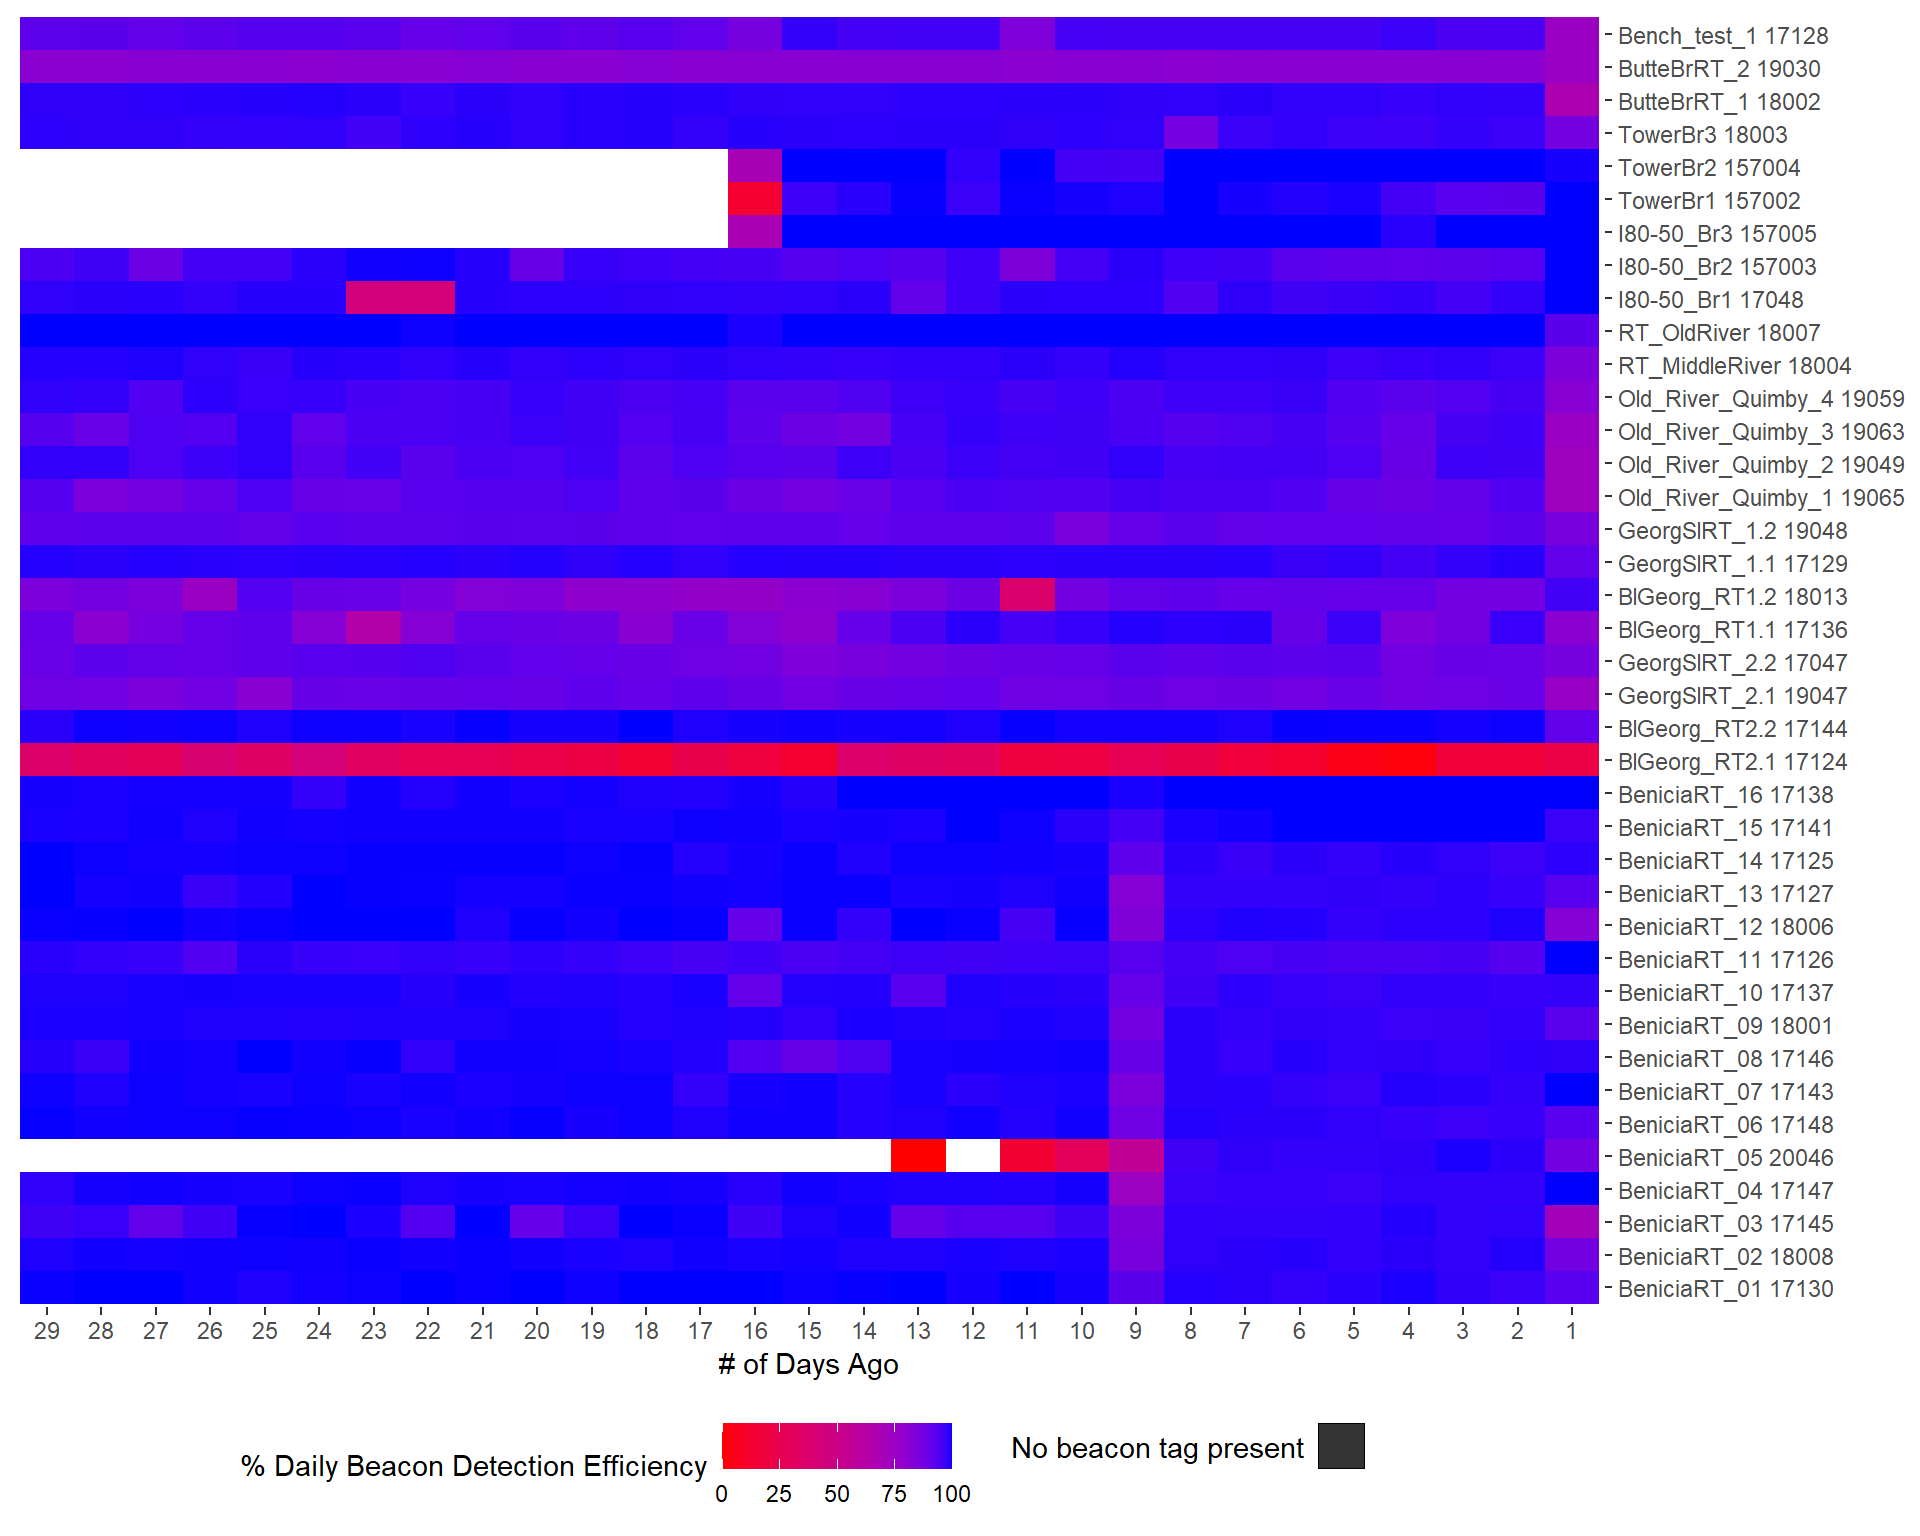 Bench_test_1 17128
ButteBrRT_2 19030
ButteBrRT_1 18002
TowerBr3 18003
TowerBr2 157004
TowerBr1 157002
I80-50_Br3 157005
I80-50_Br2 157003
I80-50_Br1 17048
RT_OldRiver 18007
RT_MiddleRiver 18004
Old_River_Quimby_4 19059
Old_River_Quimby_3 19063
Old_River_Quimby_2 19049
Old_River_Quimby_1 19065
GeorgSlRT_1.2 19048
GeorgSlRT_1.1 17129
BlGeorg_RT1.2 18013
BlGeorg_RT1.1 17136
GeorgSlRT_2.2 17047
GeorgSlRT_2.1 19047
BlGeorg_RT2.2 17144
BlGeorg_RT2.1 17124
BeniciaRT_16 17138
BeniciaRT_15 17141
BeniciaRT_14 17125
BeniciaRT_13 17127
BeniciaRT_12 18006
BeniciaRT_11 17126
BeniciaRT_10 17137
BeniciaRT_09 18001
BeniciaRT_08 17146
BeniciaRT_07 17143
BeniciaRT_06 17148
BeniciaRT_05 20046
BeniciaRT_04 17147
BeniciaRT_03 17145
BeniciaRT_02 18008
BeniciaRT_01 17130
29 28 27 26 25 24 23 22 21 20 19 18 17 16 15 14 13 12 11 10 9 8 7 6 5 4 3 2 1
# of Days Ago
% Daily Beacon Detection Efficiency
0 25 50 75 100
No beacon tag present